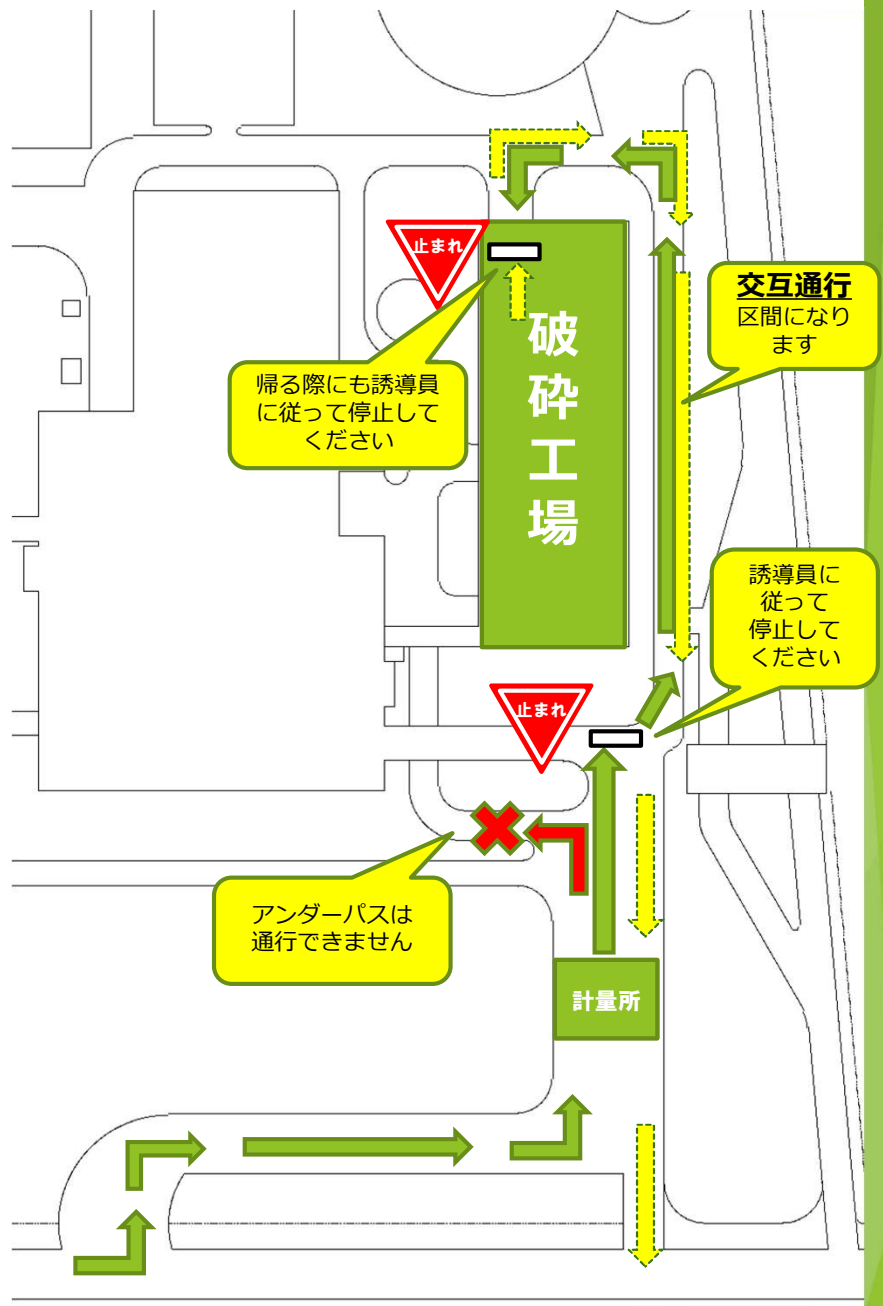 止まれ
交互通行
区間になり
ます
破
砕
工
場
帰る際にも誘導員
に従って停止して
ください
誘導員に
従って
停止して
ください
止まれ
アンダーパスは
通行できません
計量所